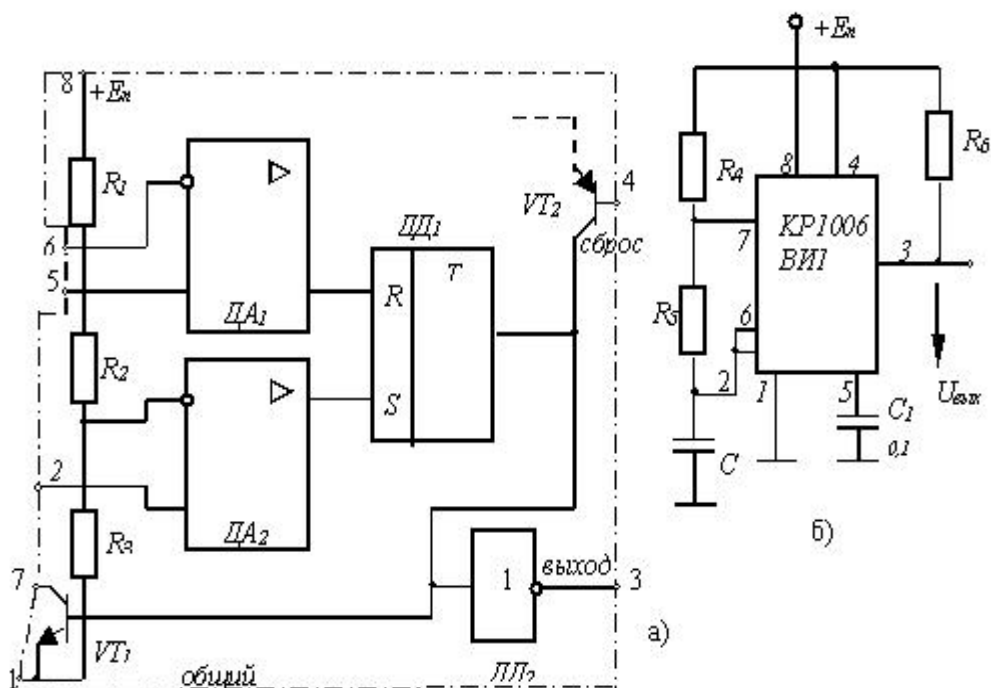 8
+Eп
R1
6
5
ДА1
R2
2
ДА2
R3
7
VT1
1
общий
ДД1
R
T
S
VT2
4
сброс
1
выход
3
ДД2
а)
+Eп
R4
8
4
R6
КР1006
ВИ1
7
3
R5
6
2
1
5
C1
0,1
C
Uвых
б)